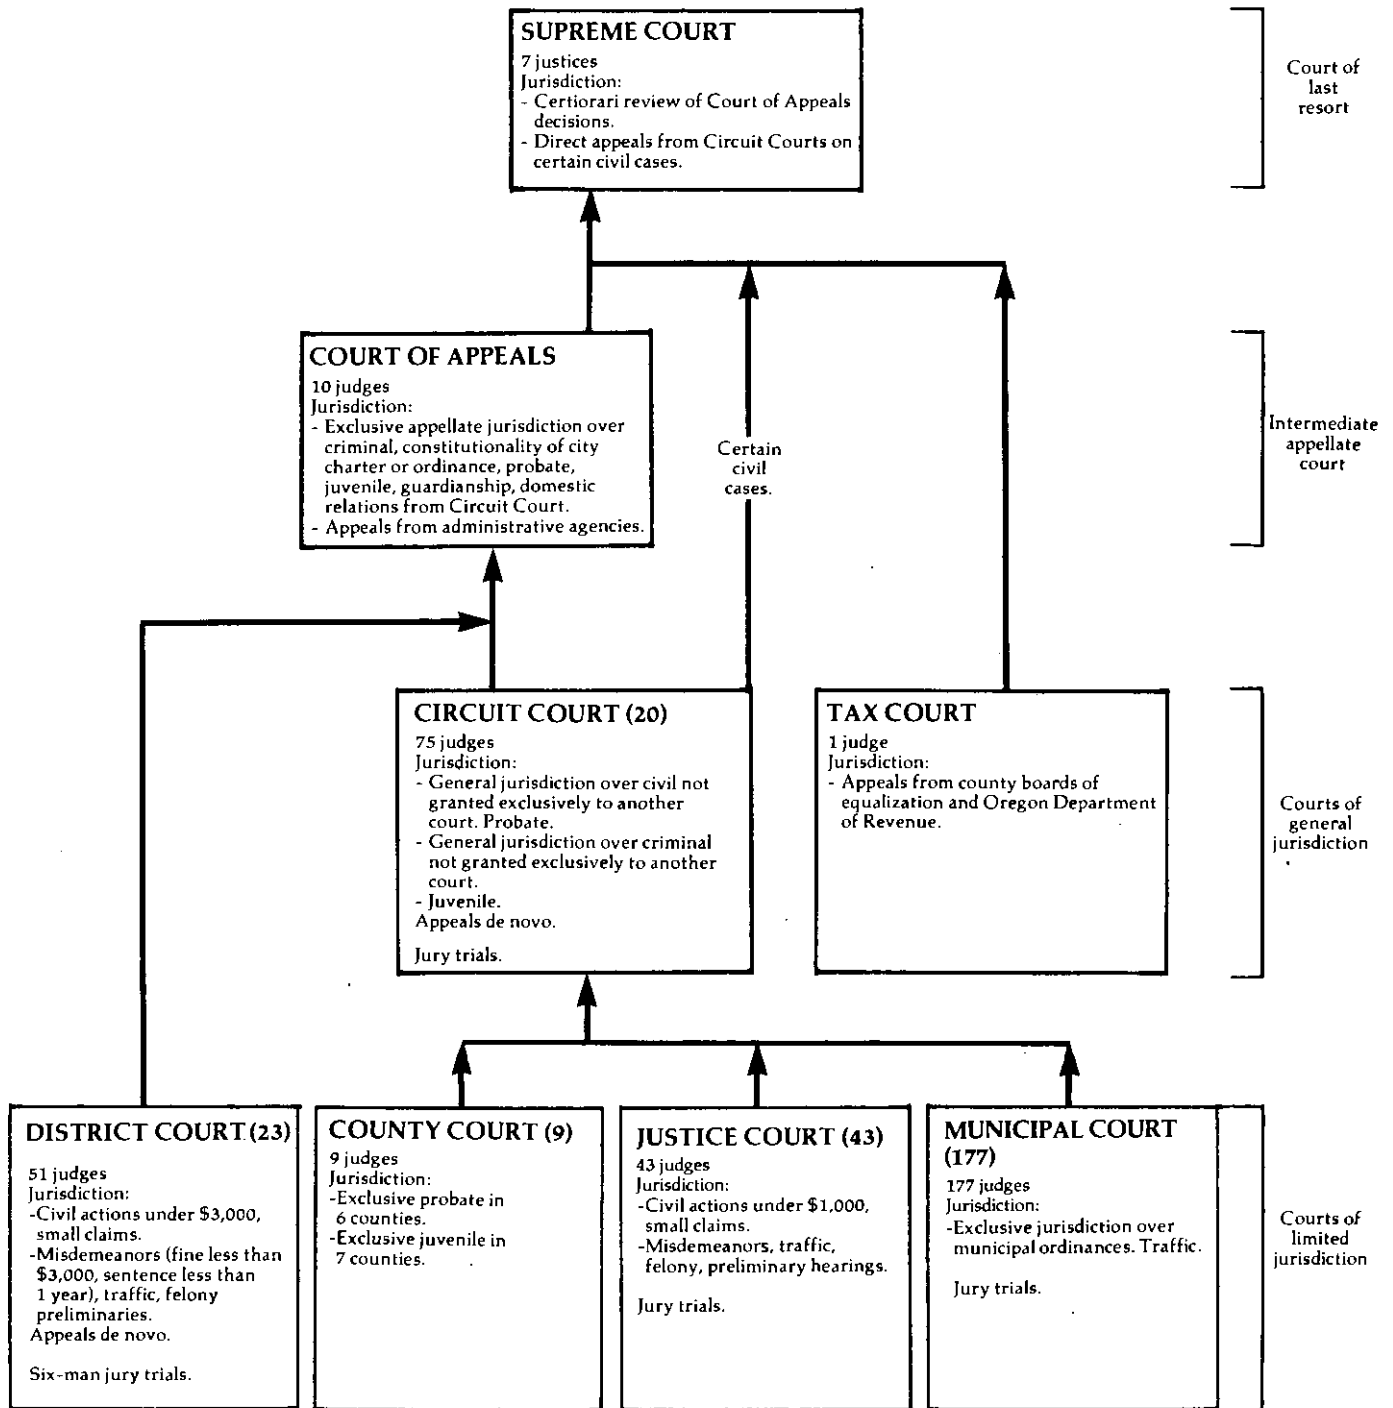 SUPREME COURT
7 justices
Jurisdiction:
- Certiorari review of Court of Appeals
decisions.
- Direct appeals from Circuit Courts on
certain civil cases.
Court of
last
resort
COURT OF APPEALS
10 judges
Jurisdiction:
- Exclusive appellate jurisdiction over
criminal, constitutionality of city
charter or ordinance, probate,
juvenile, guardianship, domestic
relations from Circuit Court.
- Appeals from administrative agencies.
Certain
civil
cases.
Intermediate
appellate
court
CIRCUIT COURT (20)
75 judges
Jurisdiction:
- General jurisdiction over civil not
granted exclusively to another
court. Probate.
- General jurisdiction over criminal
not granted exclusively to another
court.
- Juvenile.
Appeals de novo.
Jury trials.
TAX COURT
1 judge
Jurisdiction:
- Appeals from county boards of
equalization and Oregon Department
of Revenue.
Courts of
general
jurisdiction
DISTRICT COURT (23)
51 judges
Jurisdiction:
-Civil actions under $3,000,
small claims.
-Misdemeanors (fine less than
$3,000, sentence less than
1 year), traffic, felony
preliminaries.
Appeals de novo.
Six-man jury trials.
COUNTY COURT (9)
9 judges
Jurisdiction:
-Exclusive probate in
6 counties.
-Exclusive juvenile in
7 counties.
JUSTICE COURT (43)
43 judges
Jurisdiction:
-Civil actions under $1,000,
small claims.
-Misdemeanors, traffic,
felony, preliminary hearings.
Jury trials.
MUNICIPAL COURT
(177)
177 judges
Jurisdiction:
-Exclusive jurisdiction over
municipal ordinances. Traffic.
Jury trials.
Courts of
limited
jurisdiction